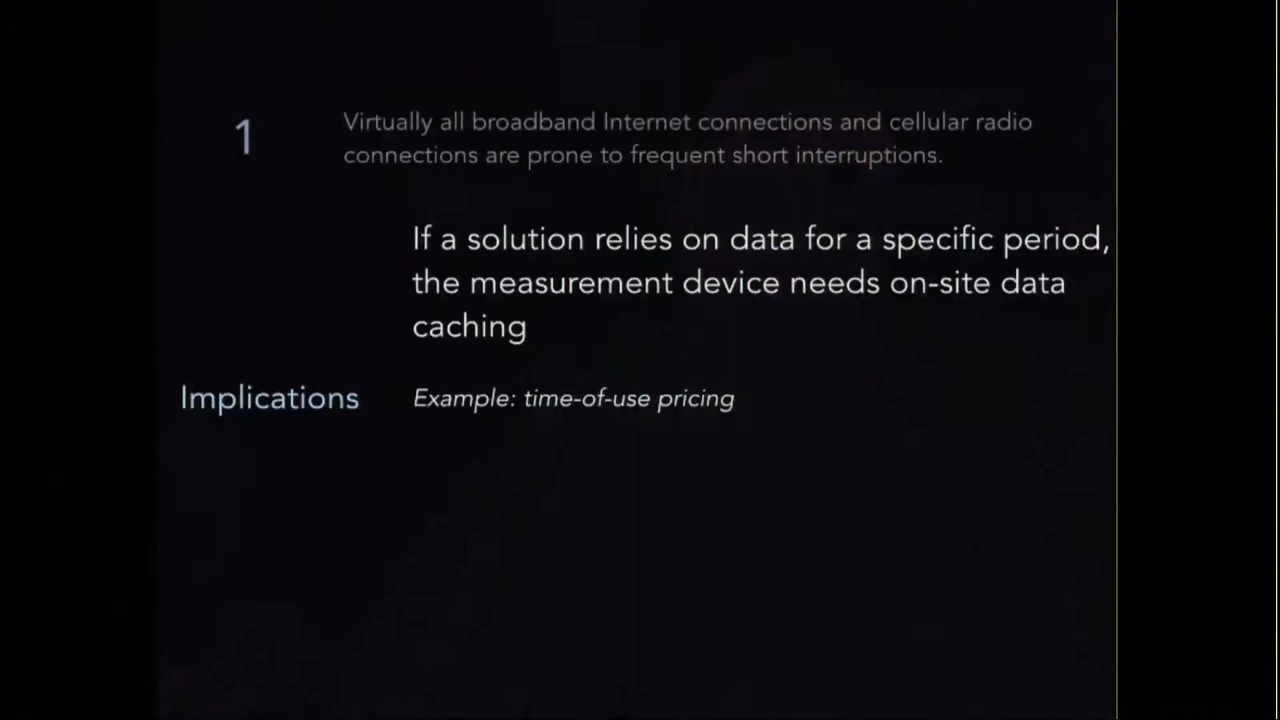 1
Virtually all broadband Internet connections and cellular radio
connections are prone to frequent short interruptions.
If a solution relies on data for a specific period,
the measurement device needs on-site data
caching
Implications
Example: time-of-use pricing